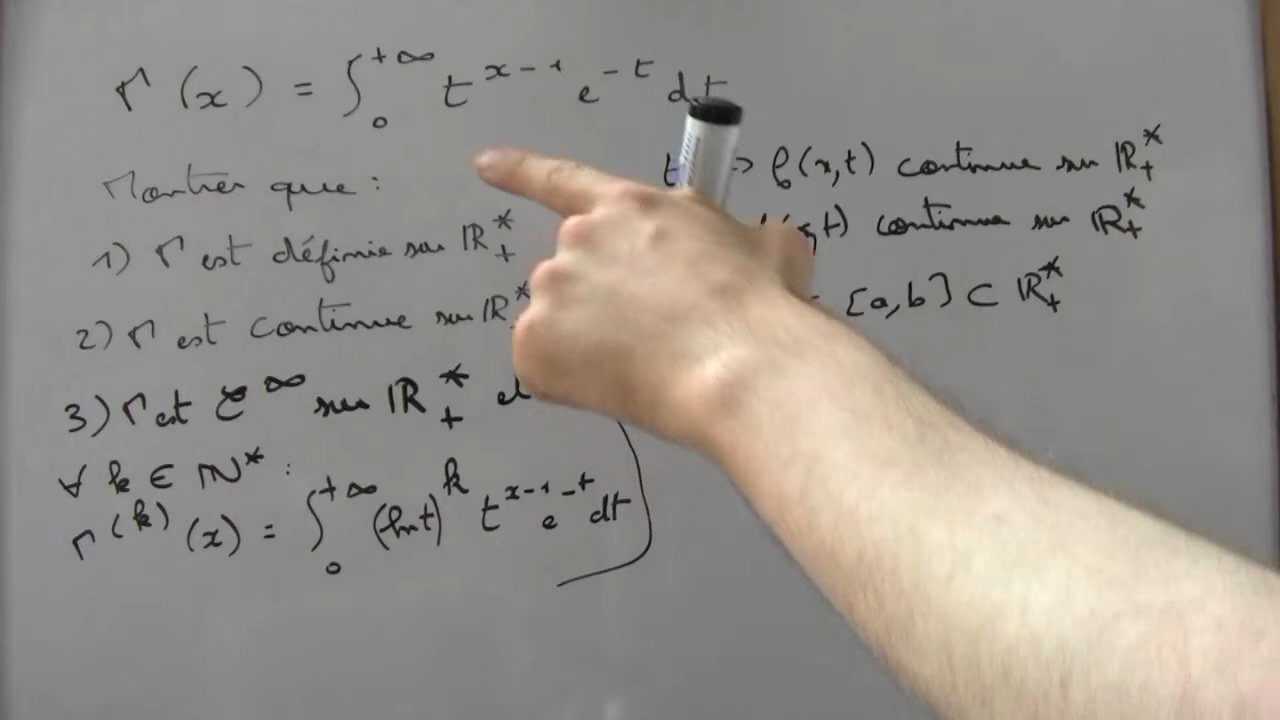 Γ(x) = ∫₀^{+∞} t^{x-1} e^{-t} dt
Montrer que :
1) Γ est définie sur ℝ₊*
2) Γ est continue sur ℝ*
3) Γ est C^∞ sur ℝ₊* et
∀ k ∈ ℕ* :
Γ^{(k)}(x) = ∫₀^{+∞} (ln t)^k t^{x-1} e^{-t} dt
t -> f(x,t) continue sur ℝ₊*
,t) continue sur ℝ₊*
[a,b] ⊂ ℝ₊*